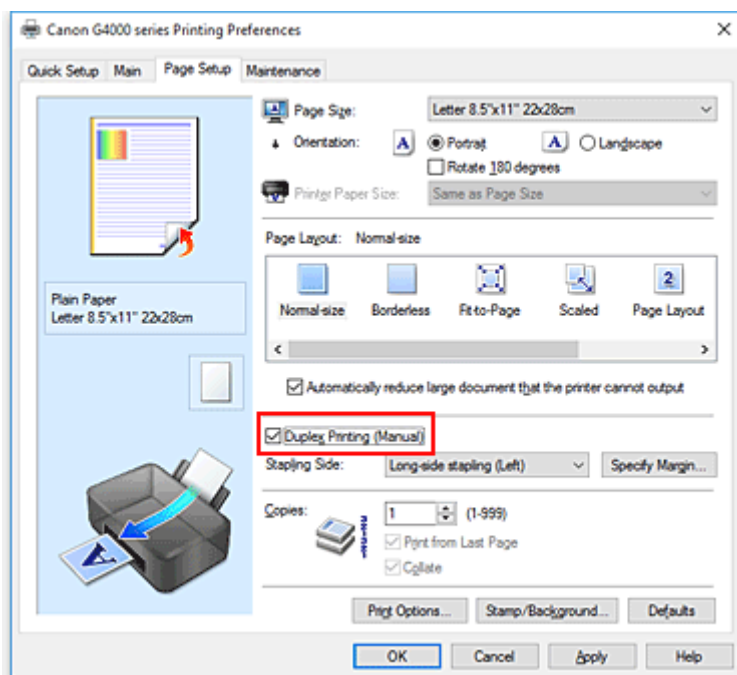 Canon G4000 series Printing Preferences
Quick Setup Main Page Setup Maintenance
Page Size: Letter 8.5"x11" 22x28cm
Orientation: A Portrait A Landscape
Rotate 180 degrees
Printer Paper Size: Same as Page Size
Page Layout: Normal-size
2
Normal-size Borderless Fit-to-Page Scaled Page Layout
Plain Paper
Letter 8.5"x11" 22x28cm
Automatically reduce large document that the printer cannot output
Duplex Printing (Manual)
Stapling Side: Long-side stapling (Left) Specify Margin...
Copies: 1 (1-999)
Print from Last Page
Collate
A
Print Options... Stamp/Background... Defaults
OK Cancel Apply Help